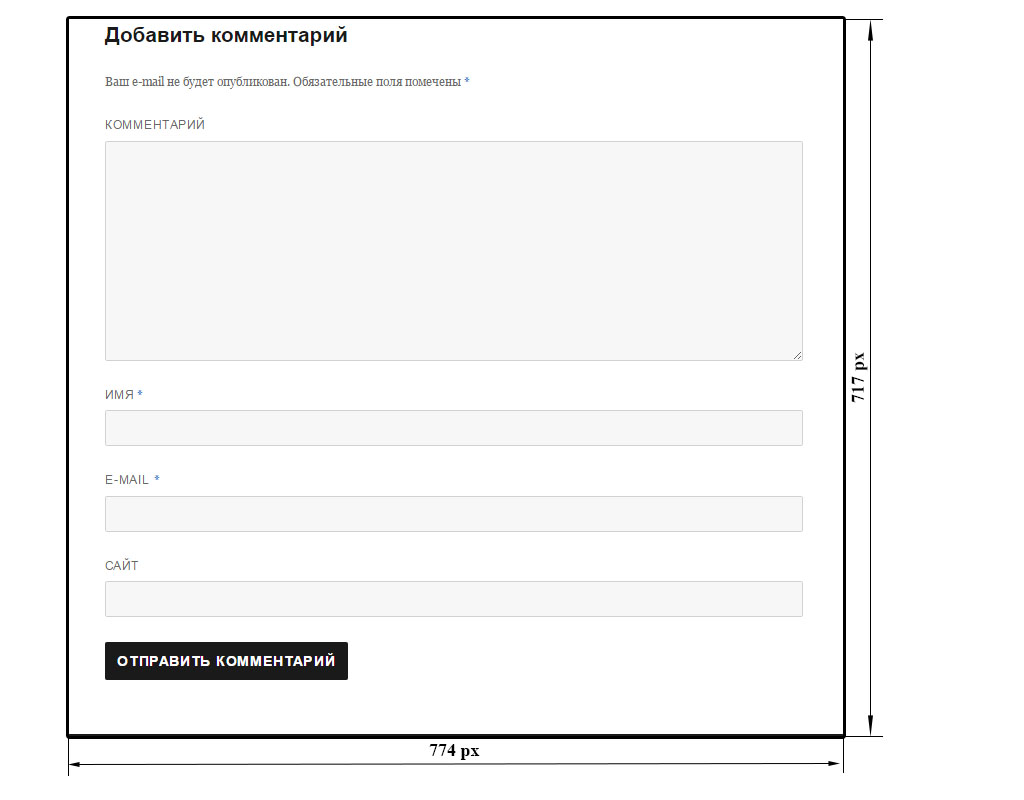 Добавить комментарий
Ваш e-mail не будет опубликован. Обязательные поля помечены *
КОММЕНТАРИЙ
717 px
ИМЯ *
E-MAIL *
САЙТ
ОТПРАВИТЬ КОММЕНТАРИЙ
774 px